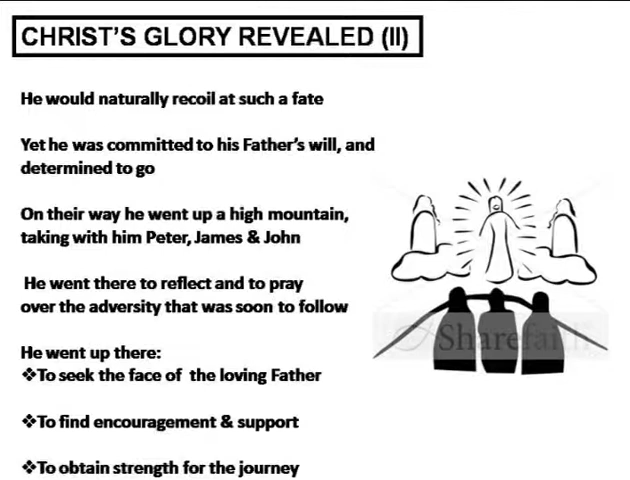 CHRIST'S GLORY REVEALED (II)
He would naturally recoil at such a fate
Yet he was committed to his Father's will, and
determined to go
On their way he went up a high mountain,
taking with him Peter, James & John
He went there to reflect and to pray
over the adversity that was soon to follow
Sharefaith
He went up there:
❖To seek the face of the loving Father
❖To find encouragement & support
❖To obtain strength for the journey